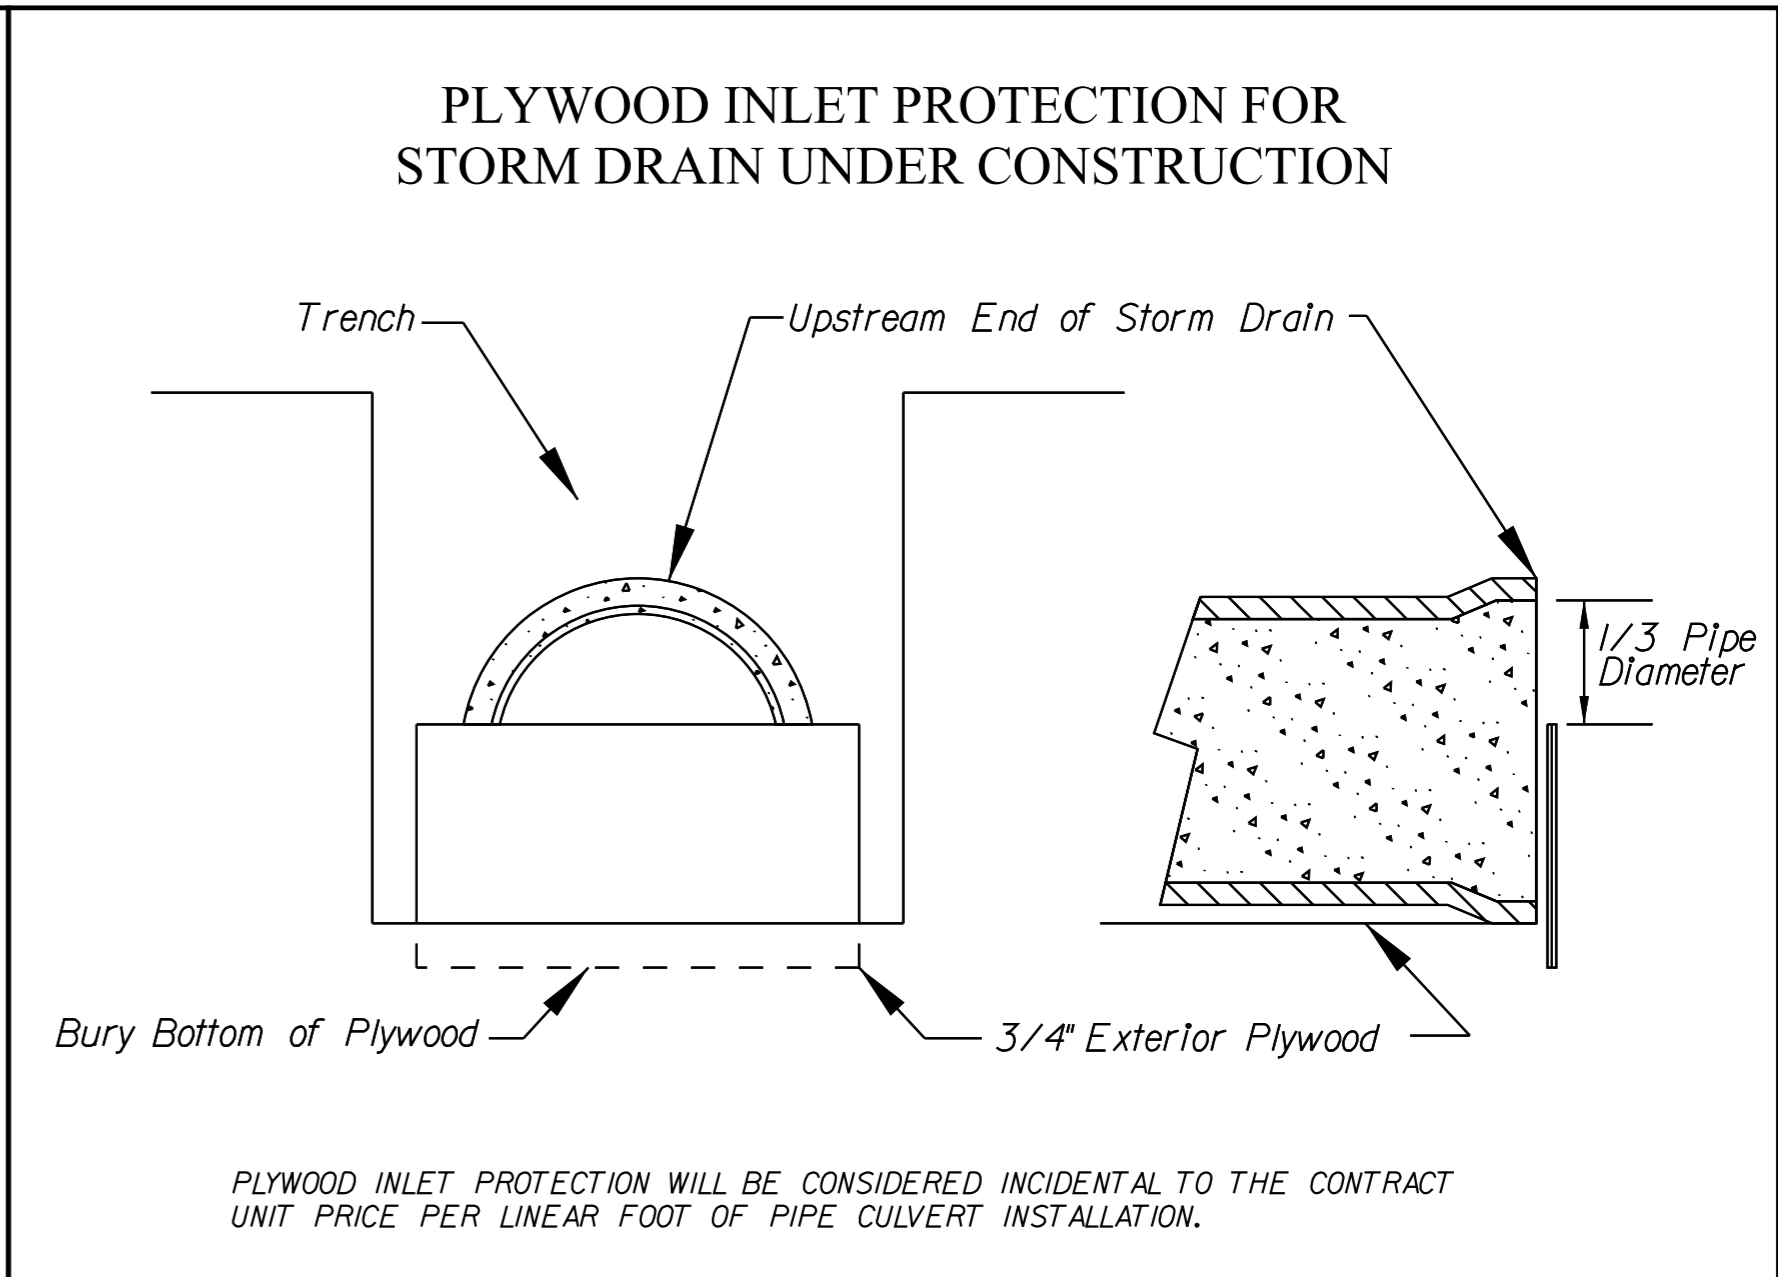 PLYWOOD INLET PROTECTION FOR
STORM DRAIN UNDER CONSTRUCTION
Trench
Upstream End of Storm Drain
1/3 Pipe
Diameter
Bury Bottom of Plywood
3/4" Exterior Plywood
PLYWOOD INLET PROTECTION WILL BE CONSIDERED INCIDENTAL TO THE CONTRACT
UNIT PRICE PER LINEAR FOOT OF PIPE CULVERT INSTALLATION.